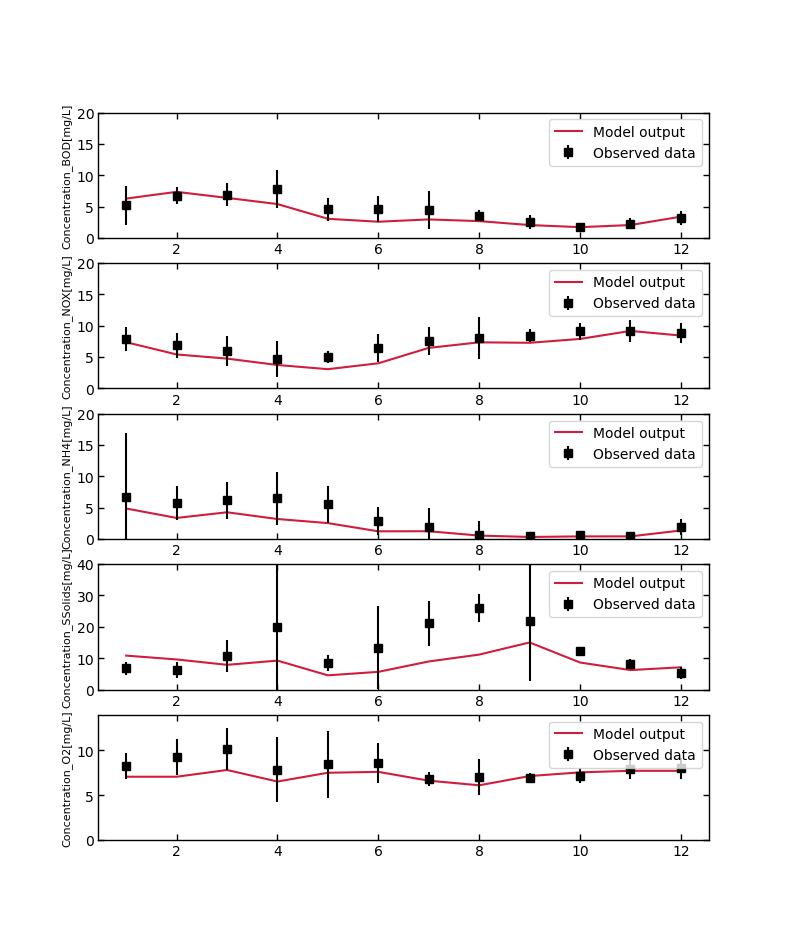 Concentration_BOD[mg/L]
20
15
10
5
0
Model output
Observed data
2 4 6 8 10 12
Concentration_NOX[mg/L]
20
15
10
5
0
Model output
Observed data
2 4 6 8 10 12
Concentration_NH4[mg/L]
20
15
10
5
0
Model output
Observed data
2 4 6 8 10 12
Concentration_SSolids[mg/L]
40
30
20
10
0
Model output
Observed data
2 4 6 8 10 12
Concentration_O2[mg/L]
10
5
0
Model output
Observed data
2 4 6 8 10 12